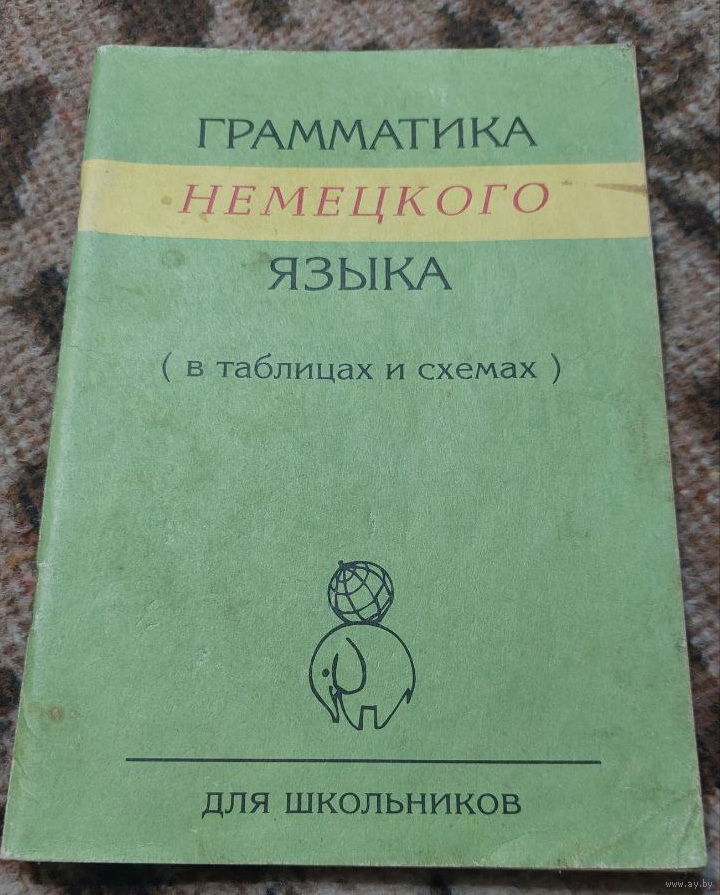 ГРАММАТИКА
НЕМЕЦКОГО
ЯЗЫКА
( в таблицах и схемах )
ДЛЯ ШКОЛЬНИКОВ
www.ay.by